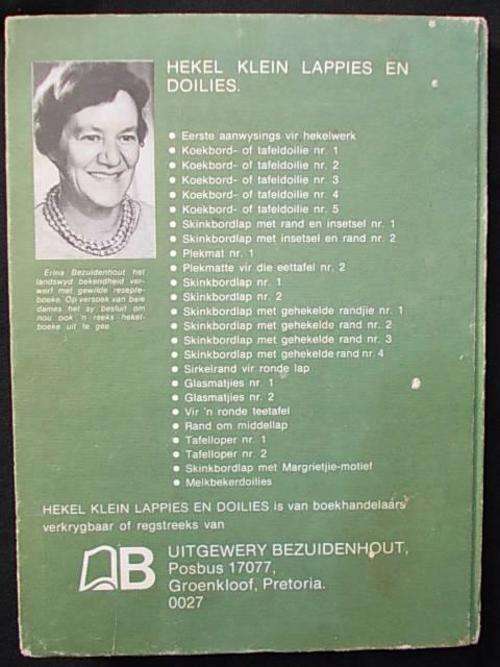 HEKEL KLEIN LAPPIES EN
DOILIES.
Eerste aanwysings vir hekelwerk
Koekbord- of tafeldoilie nr. 1
Koekbord- of tafeldoilie nr. 2
Koekbord- of tafeldoilie nr. 3
Koekbord- of tafeldoilie nr. 4
Koekbord- of tafeldoilie nr. 5
Skinkbordlap met rand en insetsel nr. 1
Skinkbordlap met insetsel en rand nr. 2
Plekmat nr. 1
Plekmatte vir die eettafel nr. 2
Skinkbordlap nr. 1
Skinkbordlap nr. 2
Skinkbordlap met gehekelde randjie nr. 1
Skinkbordlap met gehekelde rand nr. 2
Skinkbordlap met gehekelde rand nr. 3
Skinkbordlap met gehekelde rand nr. 4
Sirkelrand vir ronde lap
Glasmatjies nr. 1
Glasmatjies nr. 2
Vir 'n ronde teetafel
Rand om middellap
Tafelloper nr. 1
Tafelloper nr. 2
Skinkbordlap met Margrietjie-motief
Melkbekerdoilies
Erina Bezuidenhout het
landswyd bekendheid ver-
werf met gewilde resepte-
boeke. Op versoek van baie
dames het sy besluit om
nou ook 'n reeks hekel-
boeke uit te gee.
HEKEL KLEIN LAPPIES EN DOILIES is van boekhandelaars
verkrygbaar of regstreeks van
B
UITGEWERY BEZUIDENHOUT,
Posbus 17077,
Groenkloof, Pretoria.
0027